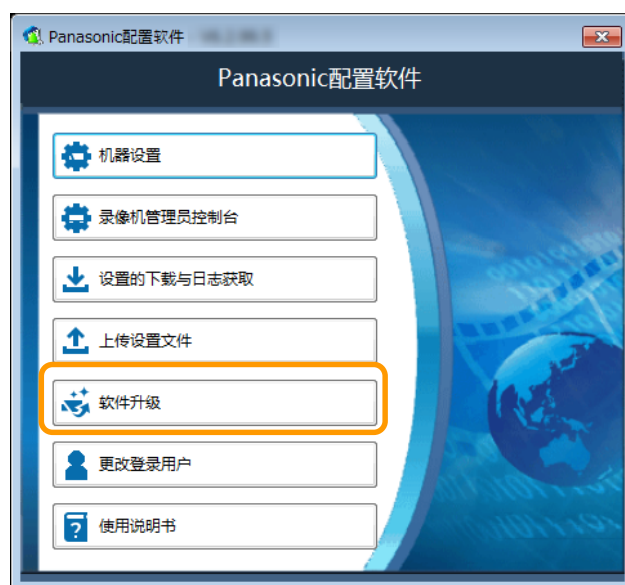 Panasonic配置软件
Panasonic配置软件
机器设置
录像机管理员控制台
设置的下载与日志获取
上传设置文件
软件升级
更改登录用户
使用说明书